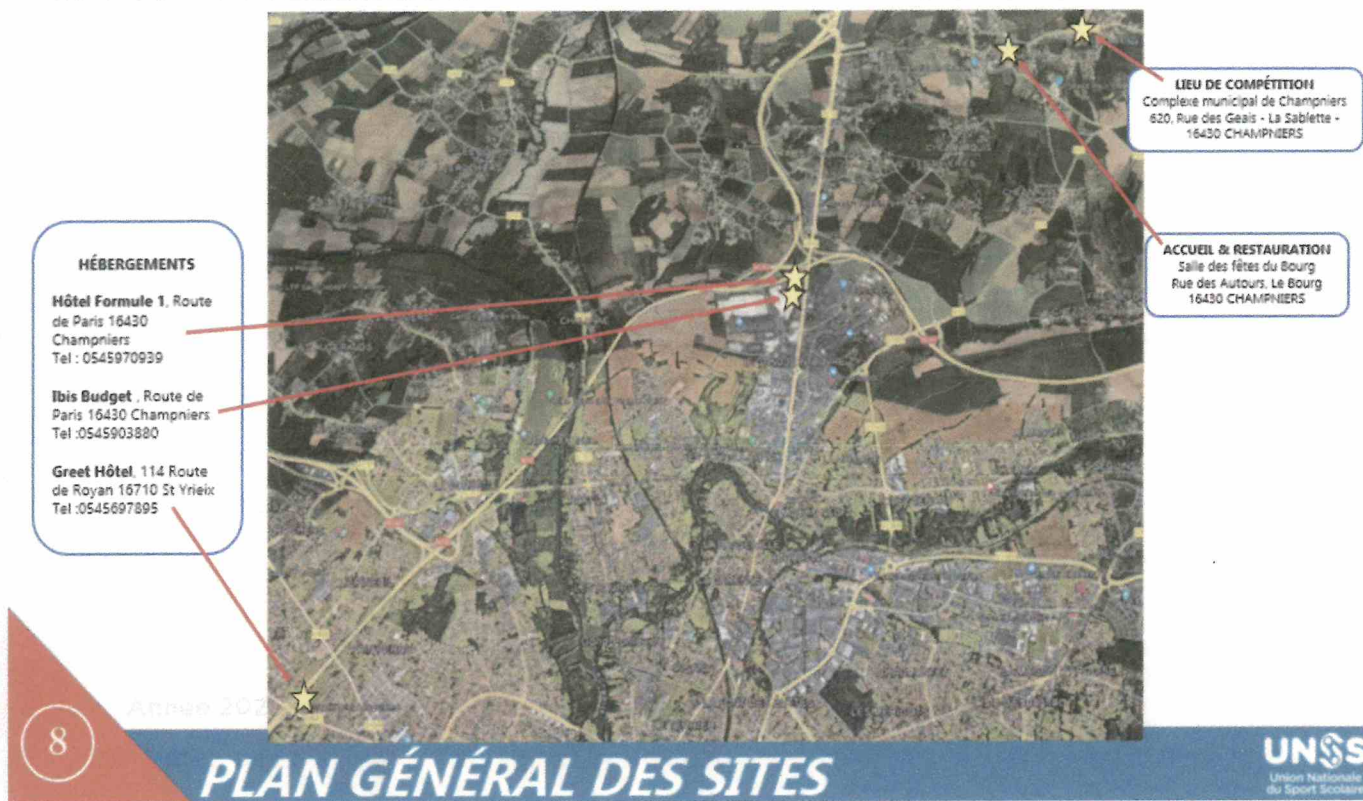 LIEU DE COMPÉTITION
Complexe municipal de Champniers
620, Rue des Geais - La Sablette -
16430 CHAMPNIERS
ACCUEIL & RESTAURATION
Salle des fêtes du Bourg
Rue des Autours, Le Bourg
16430 CHAMPNIERS
HÉBERGEMENTS
Hôtel Formule 1, Route
de Paris 16430
Champniers
Tel : 0545970939
Ibis Budget , Route de
Paris 16430 Champniers
Tel :0545903880
Greet Hôtel, 114 Route
de Royan 16710 St Yrieix
Tel :0545697895
Année 202
8
PLAN GÉNÉRAL DES SITES
UNSS
Union Nationale
du Sport Scolaire